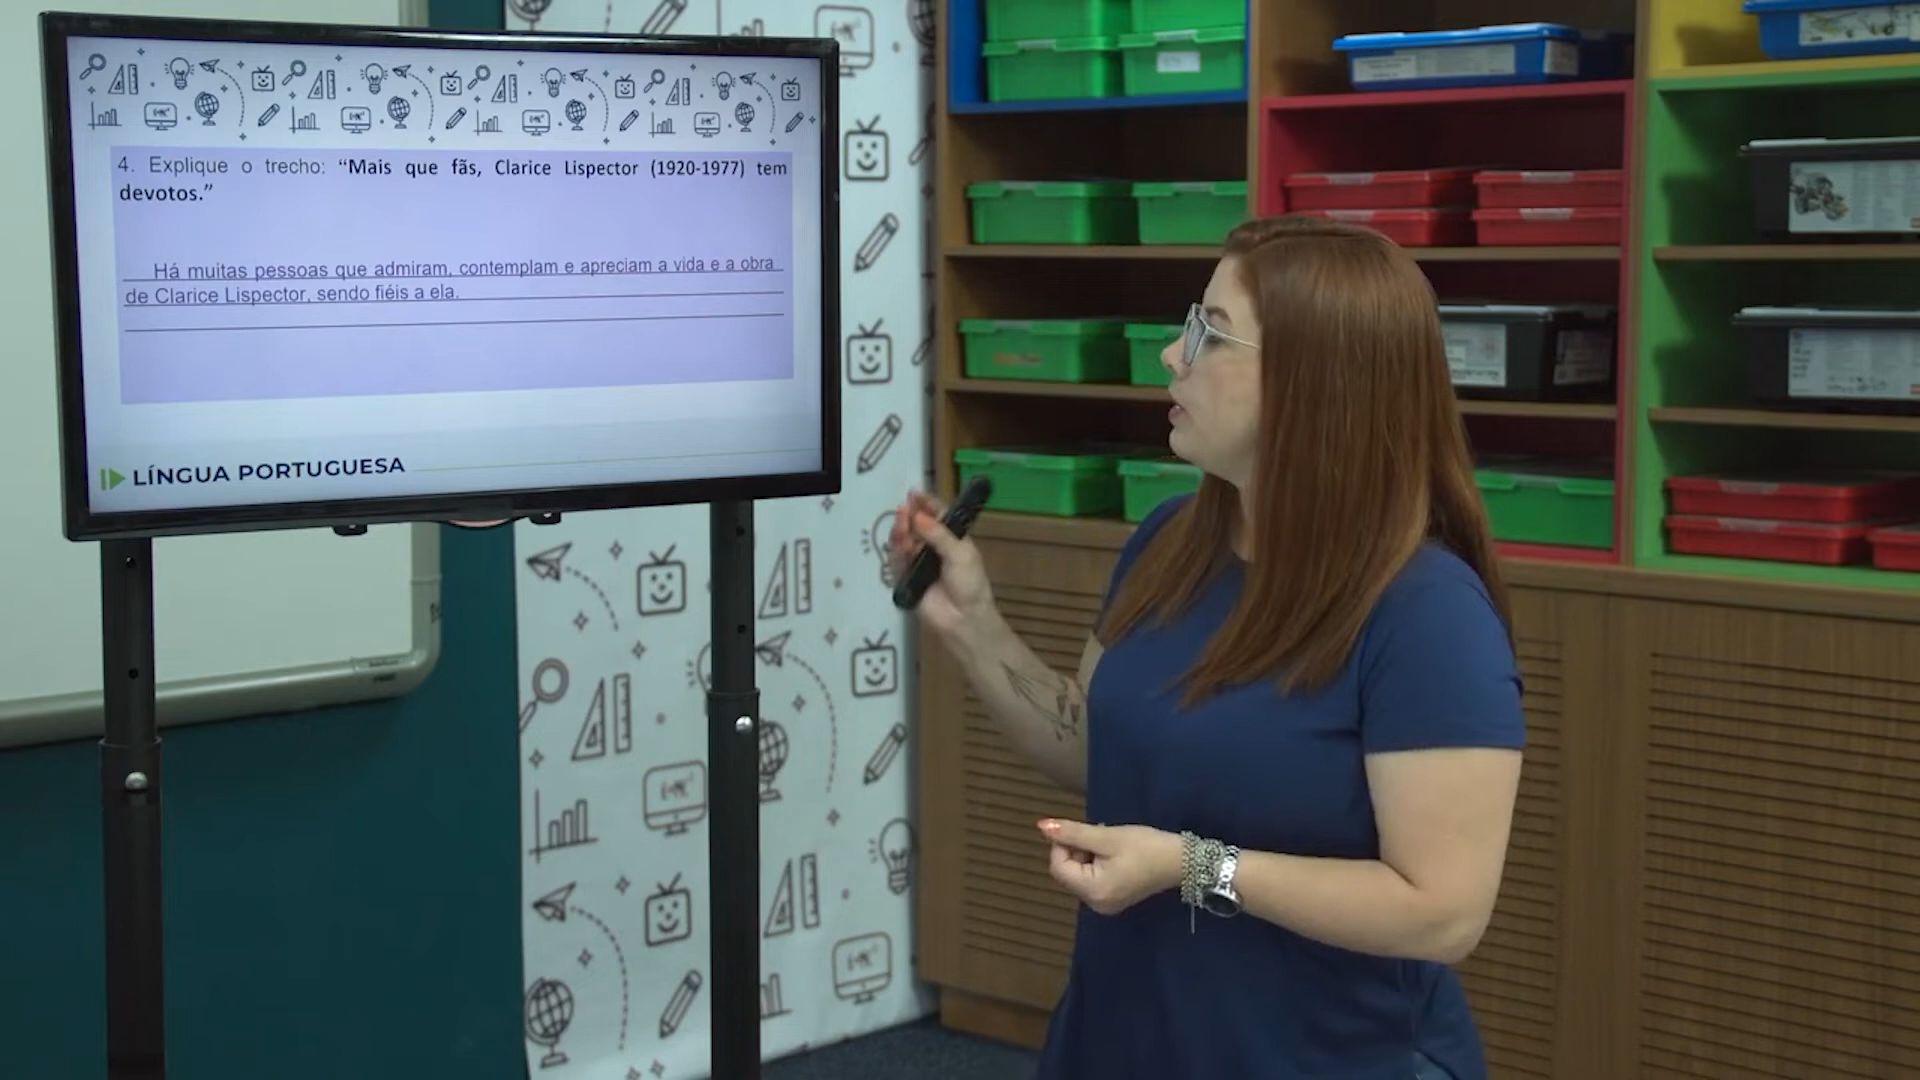 4. Explique o trecho: “Mais que fãs, Clarice Lispector (1920-1977) tem
devotos.”
Há muitas pessoas que admiram, contemplam e apreciam a vida e a obra
de Clarice Lispector, sendo fiéis a ela.
LÍNGUA PORTUGUESA